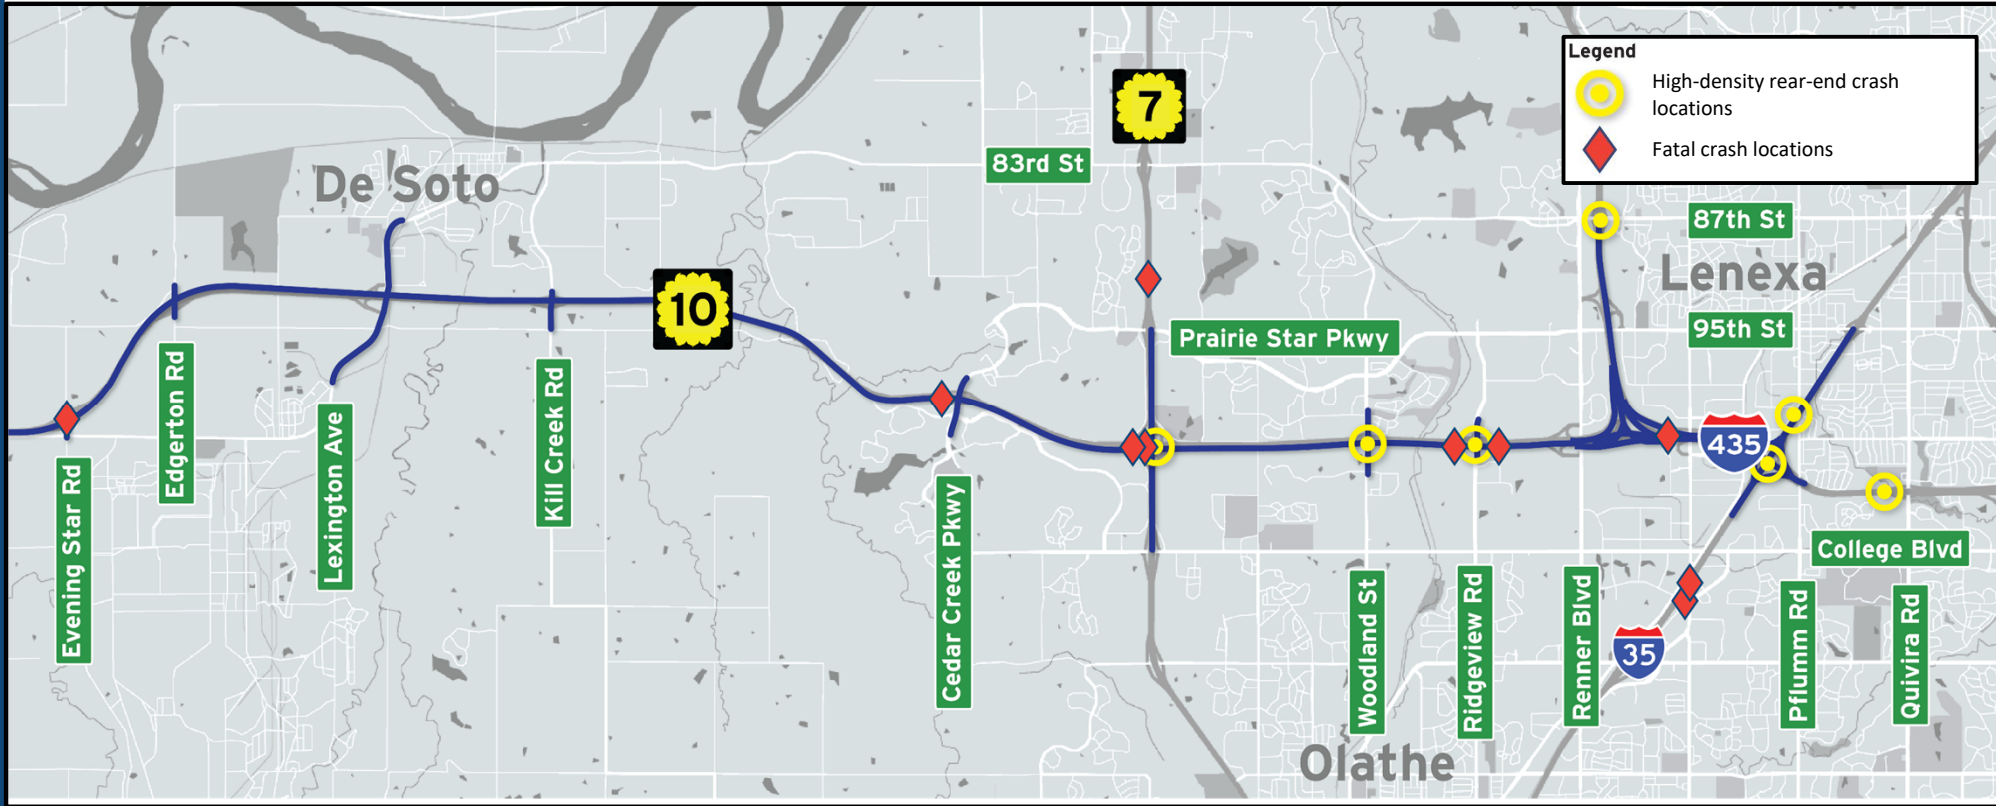 Legend
High-density rear-end crash
locations
Fatal crash locations
7
83rd St
De Soto
87th St
Lenexa
95th St
10
Prairie Star Pkwy
435
Edgerton Rd
Kill Creek Rd
Lexington Ave
Evening Star Rd
Cedar Creek Pkwy
College Blvd
Woodland St
Ridgeview Rd
Renner Blvd
35
Pflumm Rd
Quivira Rd
Olathe